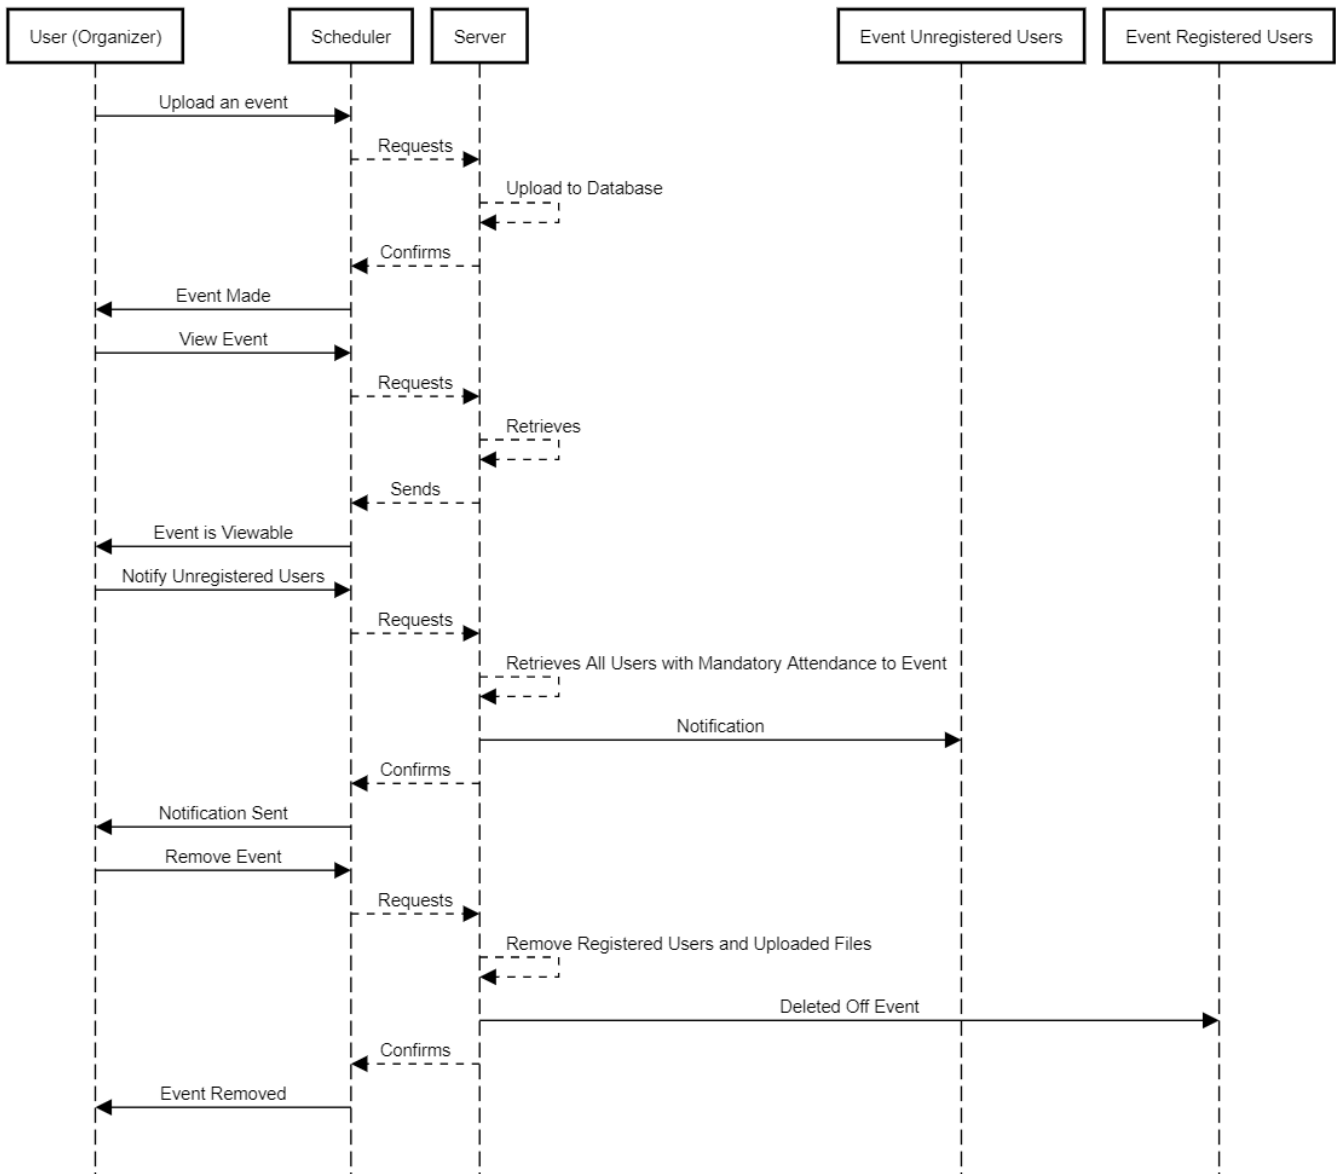 User (Organizer)
Scheduler
Server
Event Unregistered Users
Event Registered Users
Upload an event
Requests
Upload to Database
Confirms
Event Made
View Event
Requests
Retrieves
Sends
Event is Viewable
Notify Unregistered Users
Requests
Retrieves All Users with Mandatory Attendance to Event
Notification
Confirms
Notification Sent
Remove Event
Requests
Remove Registered Users and Uploaded Files
Deleted Off Event
Confirms
Event Removed